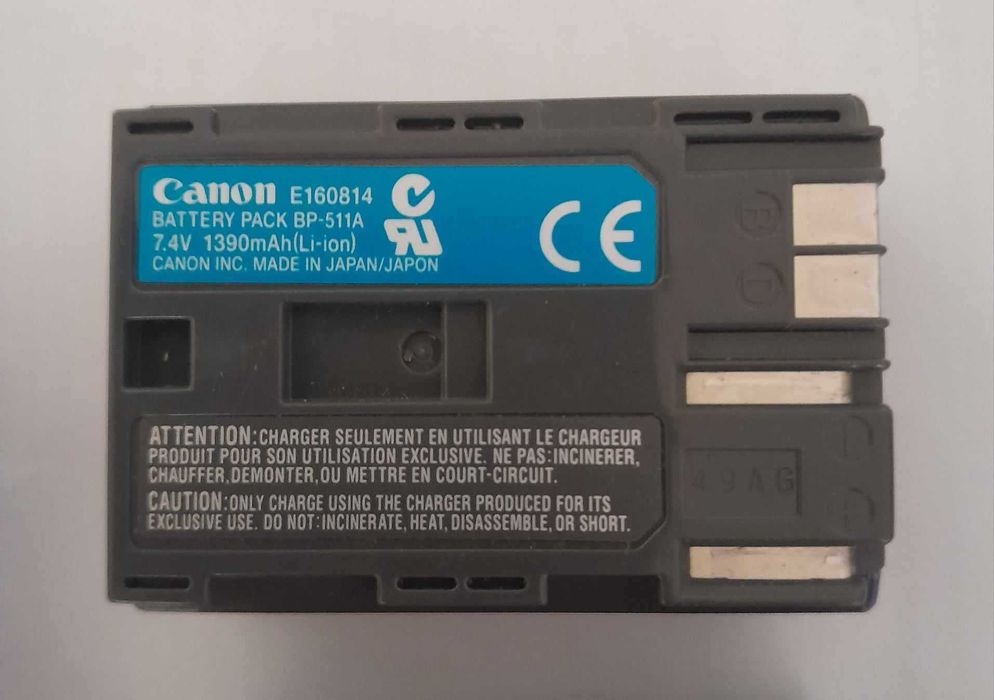 Canon E160814
BATTERY PACK BP-511A
7.4V 1390mAh(Li-ion)
CANON INC. MADE IN JAPAN/JAPON
CE
ATTENTION:CHARGER SEULEMENT EN UTILISANT LE CHARGEUR
PRODUIT POUR SON UTILISATION EXCLUSIVE. NE PAS:INCINERER,
CHAUFFER,DEMONTER,OU METTRE EN COURT-CIRCUIT.
CAUTION:ONLY CHARGE USING THE CHARGER PRODUCED FOR ITS
EXCLUSIVE USE. DO NOT:INCINERATE, HEAT, DISASSEMBLE, OR SHORT.
49AG